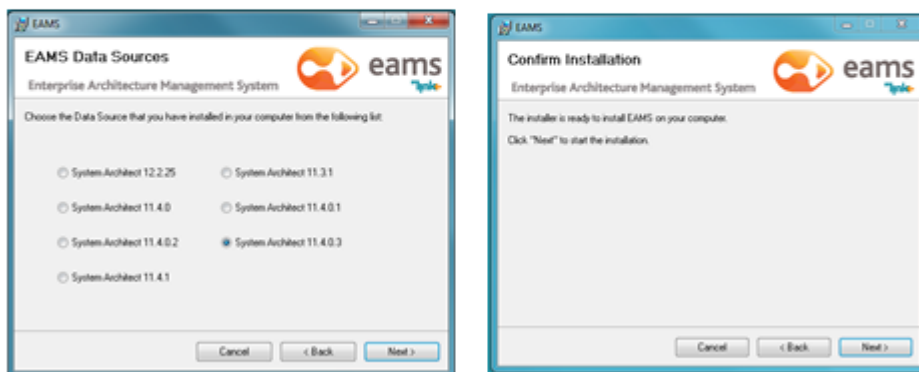 EAMS
EAMS Data Sources
Enterprise Architecture Management System
eams
Choose the Data Source that you have installed in your computer from the following list:
System Architect 12.2.25
System Architect 11.3.1
System Architect 11.4.0
System Architect 11.4.0.1
System Architect 11.4.0.2
System Architect 11.4.0.3
System Architect 11.4.1
Cancel
< Back
Next >
EAMS
Confirm Installation
Enterprise Architecture Management System
eams
The installer is ready to install EAMS on your computer.
Click "Next" to start the installation.
Cancel
< Back
Next >